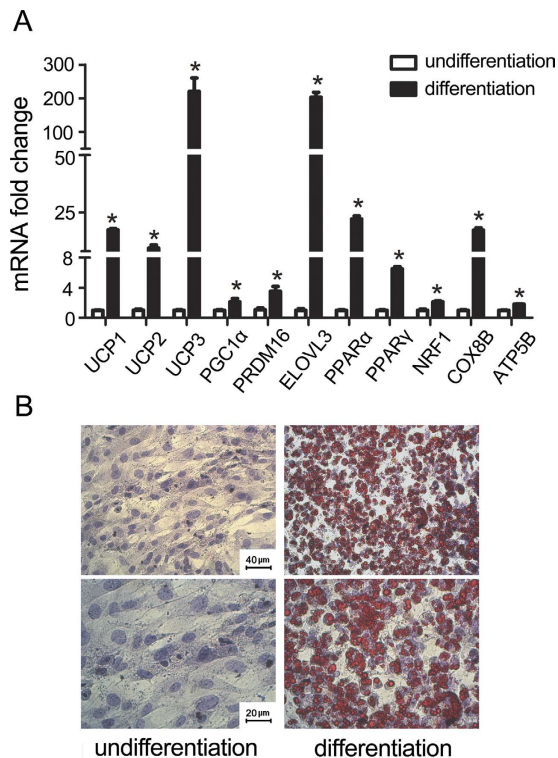 A
undifferentiation
differentiation
mRNA fold change
300
200
100
50
25
8
4
0
*
*
*
*
*
*
*
*
*
*
*
UCP1
UCP2
UCP3
PGC1α
PRDM16
ELOVL3
PPARα
PPARγ
NRF1
COX8B
ATP5B
B
40 μm
20 μm
undifferentiation
differentiation